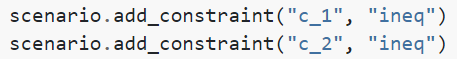 scenario.add_constraint("c_1", "ineq")
scenario.add_constraint("c_2", "ineq")